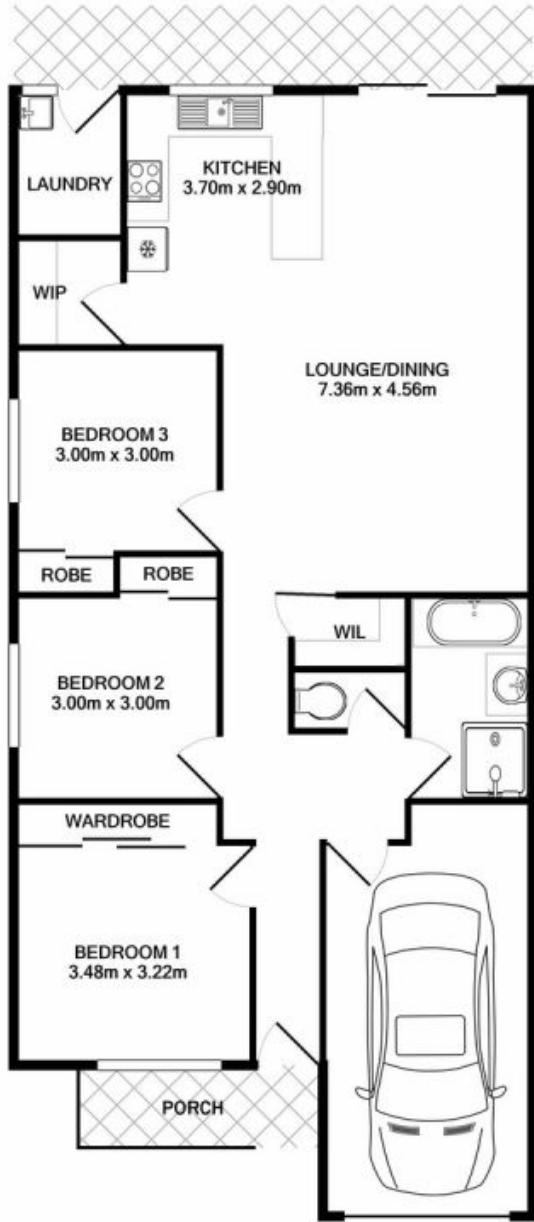 LAUNDRY
KITCHEN
3.70m x 2.90m
WIP
LOUNGE/DINING
7.36m x 4.56m
BEDROOM 3
3.00m x 3.00m
ROBE
ROBE
WIL
BEDROOM 2
3.00m x 3.00m
WARDROBE
BEDROOM 1
3.48m x 3.22m
PORCH